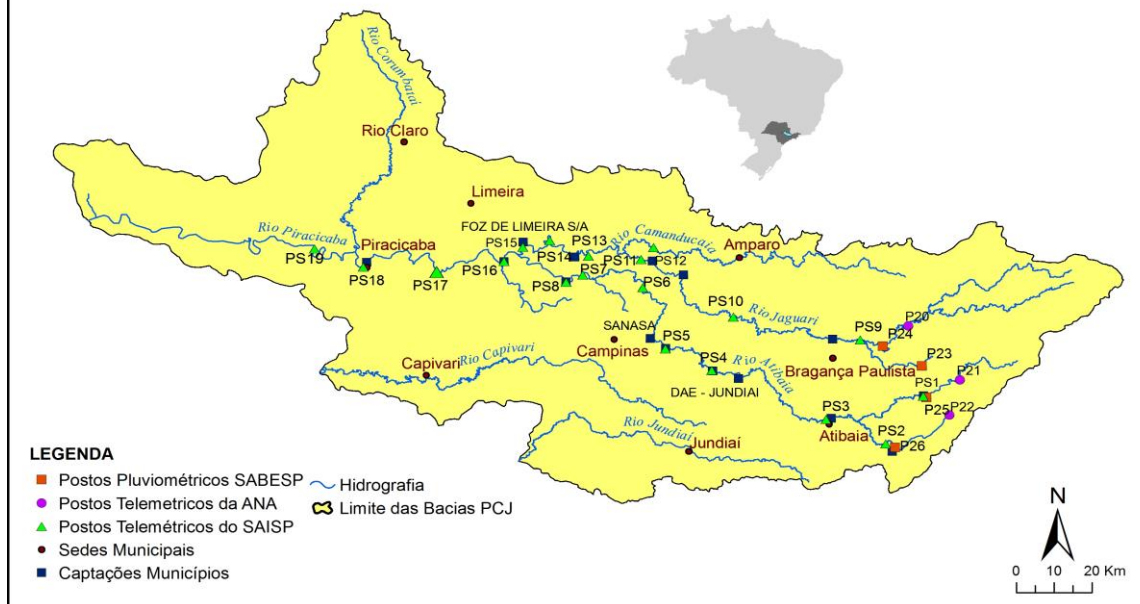 Rio Corumbataí
Rio Claro
Limeira
FOZ DE LIMEIRA S/A
Rio Camanducaia
Amparo
Rio Piracicaba
Piracicaba
PS19
PS18
PS17
PS16
PS15
PS14
PS13
PS11
PS12
PS7
PS8
PS6
PS10
Rio Jaguari
P20
PS9
P24
P23
SANASA
Campinas
PS5
PS4
Rio Atibaia
DAE - JUNDIAI
Bragança Paulista
PS1
P21
P25
P22
PS3
Atibaia
PS2
P26
Capivari
Rio Capivari
Rio Jundiaí
Jundiaí
LEGENDA
Postos Pluviométricos SABESP
Postos Telemetricos da ANA
Postos Telemétricos do SAISP
Sedes Municipais
Captações Municípios
Hidrografia
Limite das Bacias PCJ
N
0 10 20 Km